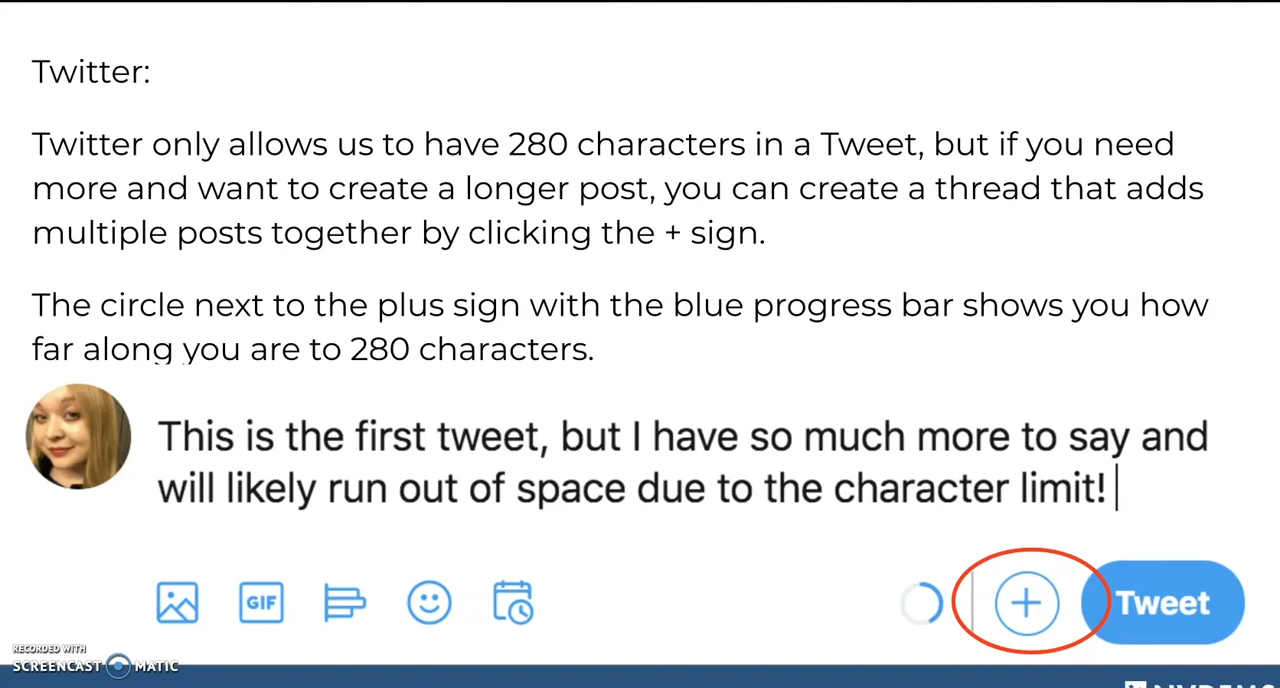 Twitter:
Twitter only allows us to have 280 characters in a Tweet, but if you need
more and want to create a longer post, you can create a thread that adds
multiple posts together by clicking the + sign.
The circle next to the plus sign with the blue progress bar shows you how
far along you are to 280 characters.
This is the first tweet, but I have so much more to say and
will likely run out of space due to the character limit!
GIF
Tweet
RECORDED WITH
SCREENCAST MATIC